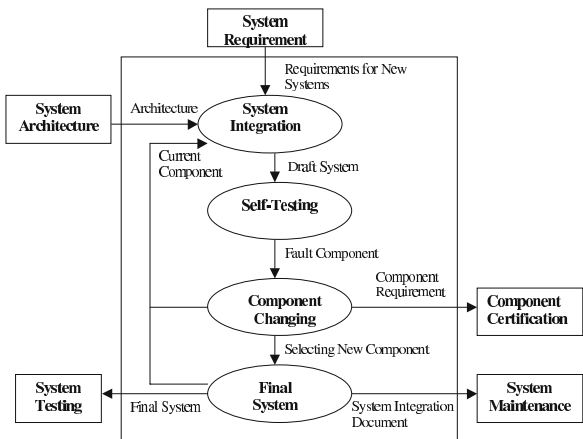 System
Requirement
Requirements for New
Systems
System
Architecture
Architecture
System
Integration
Current
Component
Draft System
Self-Testing
Fault Component
Component
Requirement
Component
Changing
Component
Certification
Selecting New Component
System
Testing
Final System
Final
System
System Integration
Document
System
Maintenance